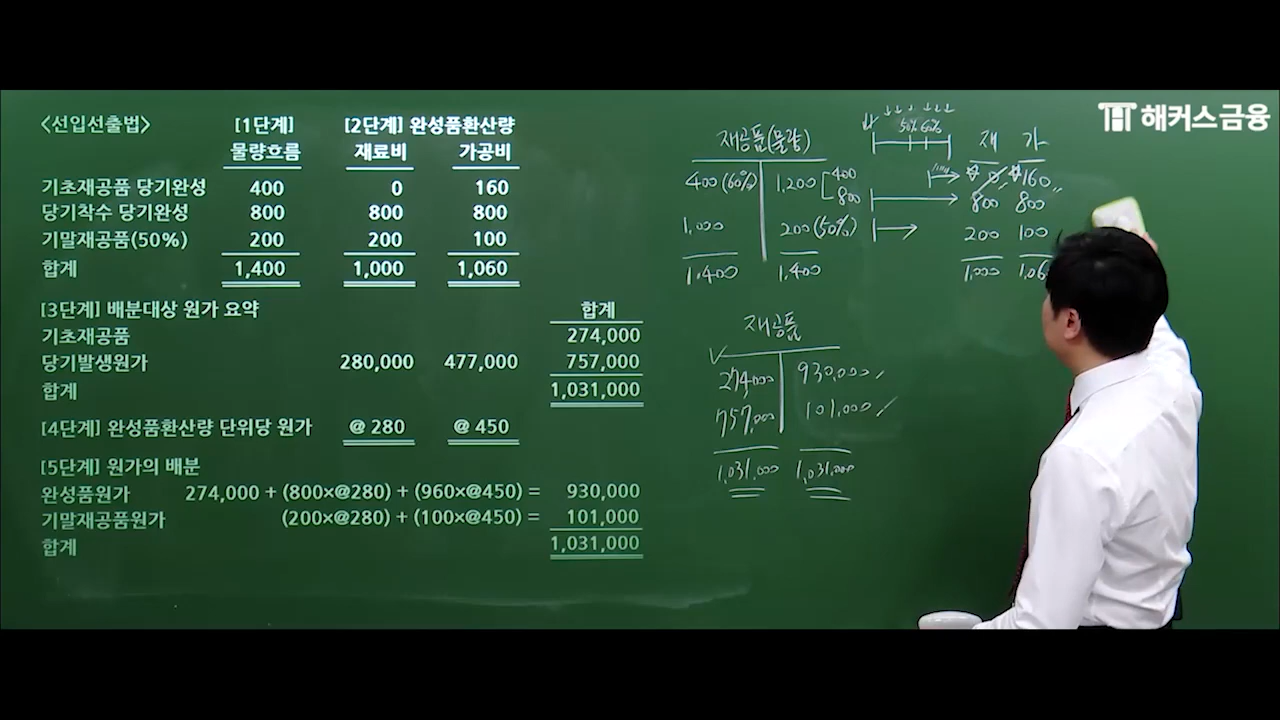 <선입선출법> [1단계] [2단계] 완성품환산량
물량흐름 재료비 가공비
기초재공품 당기완성 400 0 160
당기착수 당기완성 800 800 800
기말재공품(50%) 200 200 100
합계 1,400 1,000 1,060
[3단계] 배분대상 원가 요약 합계
기초재공품 274,000
당기발생원가 280,000 477,000 757,000
합계 1,031,000
[4단계] 완성품환산량 단위당 원가 @ 280 @ 450
[5단계] 원가의 배분
완성품원가 274,000 + (800×@280) + (960×@450) = 930,000
기말재공품원가 (200×@280) + (100×@450) = 101,000
합계 1,031,000
해커스금융
재공품(물량)
400(60%) 1,200 400
800
1,000 200(50%)
1,400 1,400
50% 60%
재 가
0 160
800 800
200 100
1,000 1,06
재공품
274,000 930,000
757,000 101,000
1,031,000 1,031,000